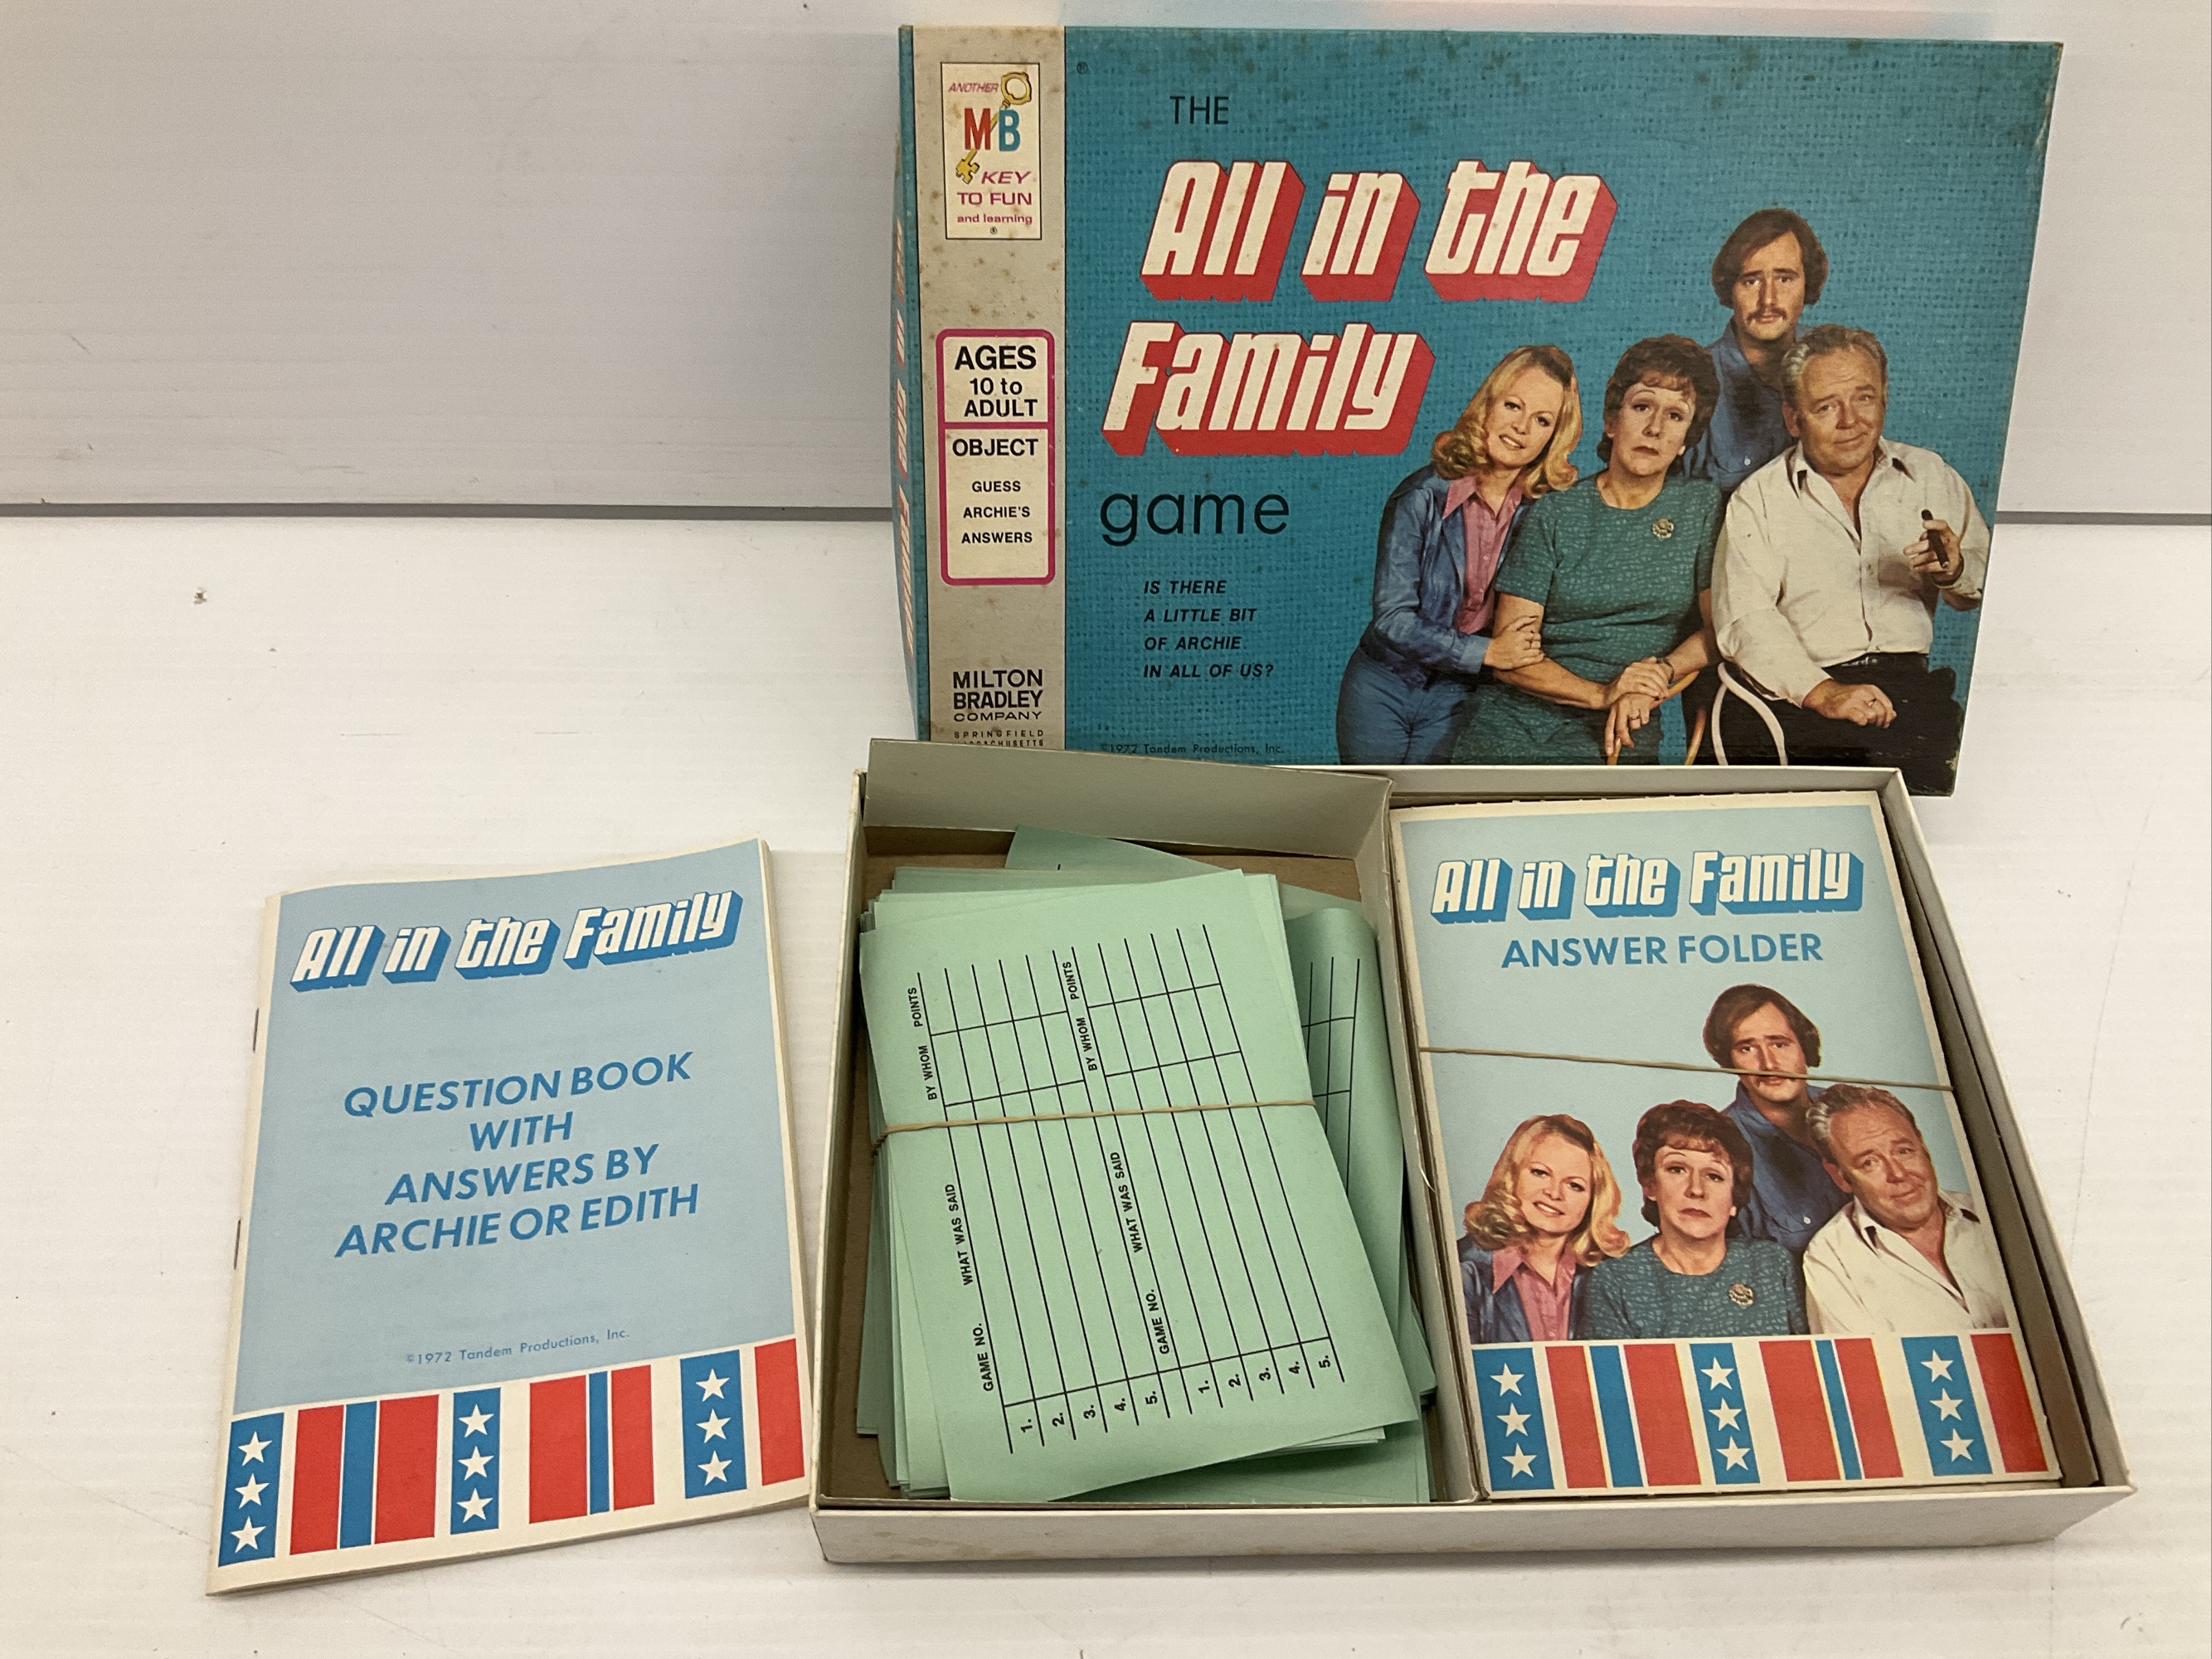 ANOTHER
MB
KEY
TO FUN
and learning
®
AGES
10 to
ADULT
OBJECT
GUESS
ARCHIE'S
ANSWERS
MILTON
BRADLEY
COMPANY
SPRINGFIELD
MASSACHUSETTS
®
THE
All in the
Family
game
IS THERE
A LITTLE BIT
OF ARCHIE
IN ALL OF US?
©1972 Tandem Productions, Inc.
All in the Family
QUESTION BOOK
WITH
ANSWERS BY
ARCHIE OR EDITH
©1972 Tandem Productions, Inc.
GAME NO. WHAT WAS SAID BY WHOM POINTS
1.
2.
3.
4.
5.
GAME NO. WHAT WAS SAID BY WHOM POINTS
1.
2.
3.
4.
5.
All in the Family
ANSWER FOLDER